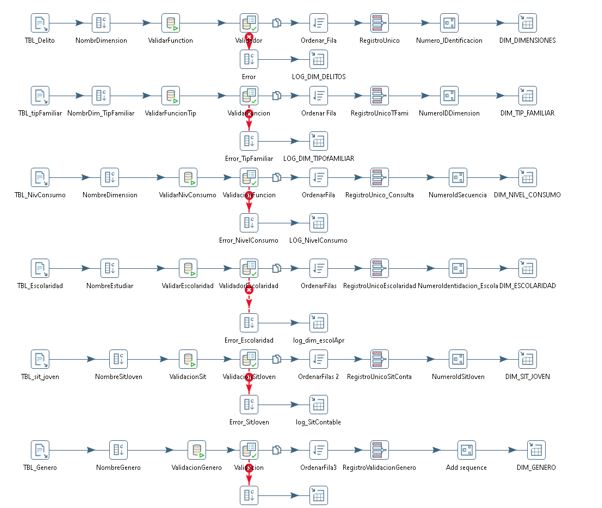 TBL_Delito NombrDimension ValidarFunction Validador Ordenar_Fila RegistroUnico Numero_IDentificacion DIM_DIMENSIONES
Error LOG_DIM_DELITOS
TBL_tipFamiliar NombrDim_TipFamiliar ValidarFuncionTip ValidaFuncion Ordenar Fila RegistroUnicoTFami NumeroIDDimension DIM_TIP_FAMILIAR
Error_TipFamiliar LOG_DIM_TIPOfAMILIAR
TBL_NivConsumo NombreDimension ValidarNivConsumo ValidacionFuncion OrdenarFila RegistroUnico_Consulta NumeroIdSecuencia DIM_NIVEL_CONSUMO
Error_NivelConsumo LOG_NivelConsumo
TBL_Escolaridad NombreEstudiar ValidarEscolaridad ValidadorEscolaridad OrdenarFilas RegistroUnicoEscolaridad NumeroIdentidacion_Escola DIM_ESCOLARIDAD
Error_Escolaridad log_dim_escolApr
TBL_sit_joven NombreSitJoven ValidacionSit ValidacionSitJoven OrdenarFilas 2 RegistroUnicoSitConta NumeroIdSitJoven DIM_SIT_JOVEN
Error_SitJoven log_SitContable
TBL_Genero NombreGenero ValidacionGenero Validacion OrdenarFila3 RegistroValidacionGenero Add sequence DIM_GENERO